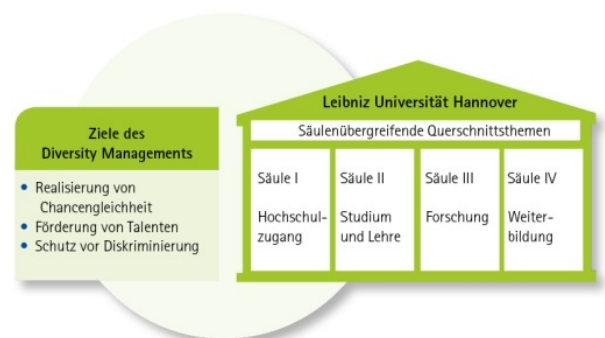 Ziele des
Diversity Managements
• Realisierung von
Chancengleichheit
• Förderung von Talenten
• Schutz vor Diskriminierung
Leibniz Universität Hannover
Säulenübergreifende Querschnittsthemen
Säule I
Hochschul-
zugang
Säule II
Studium
und Lehre
Säule III
Forschung
Säule IV
Weiter-
bildung